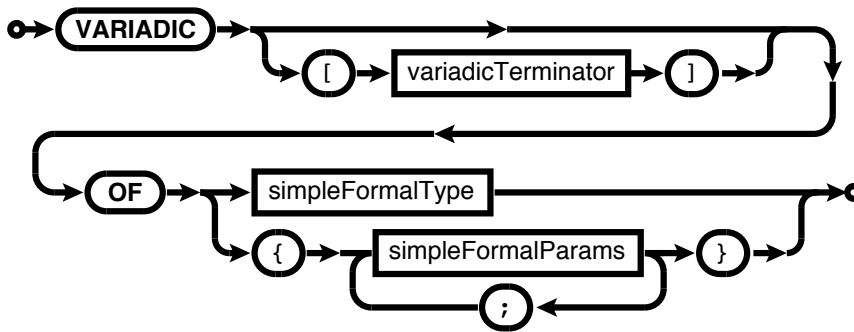 VARIADIC
[ variadicTerminator ]
OF simpleFormalType
{ simpleFormalParams }
;